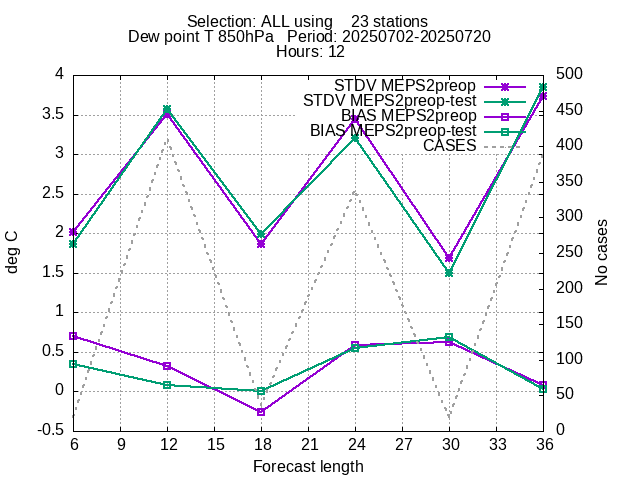 Selection: ALL using 23 stations
Dew point T 850hPa Period: 20250702-20250720
Hours: 12
STDV MEPS2preop
STDV MEPS2preop-test
BIAS MEPS2preop
BIAS MEPS2preop-test
CASES
deg C
4
3.5
3
2.5
2
1.5
1
0.5
0
-0.5
500
450
400
350
300
250
200
150
100
50
0
No cases
6 9 12 15 18 21 24 27 30 33 36
Forecast length